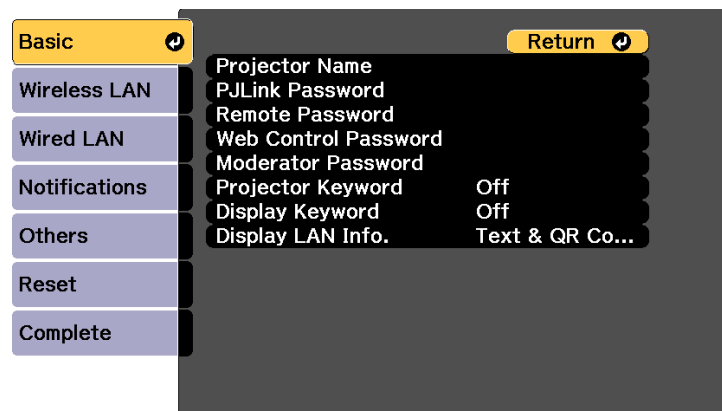 Basic
Wireless LAN
Wired LAN
Notifications
Others
Reset
Complete
Return
Projector Name
PJLink Password
Remote Password
Web Control Password
Moderator Password
Projector Keyword Off
Display Keyword Off
Display LAN Info. Text & QR Co...